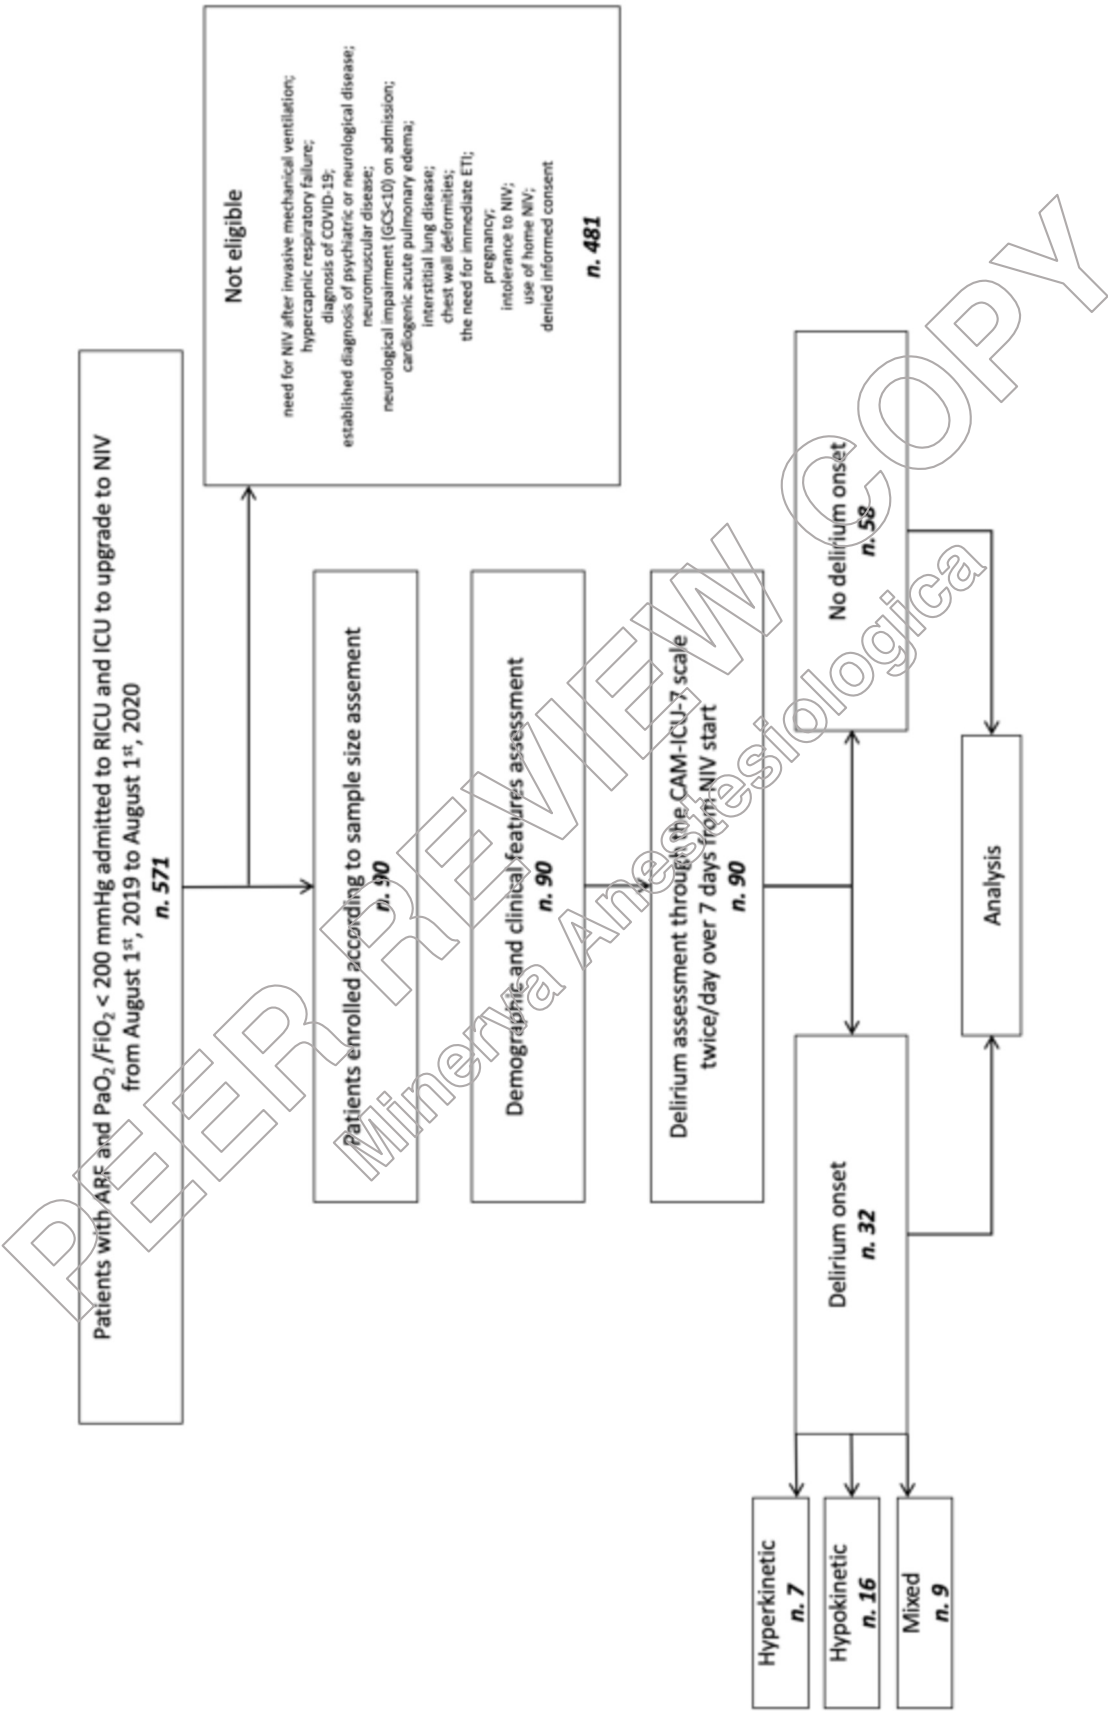 Patients with ARF and PaO₂/FiO₂ < 200 mmHg admitted to RICU and ICU to upgrade to NIV
from August 1st, 2019 to August 1st, 2020
n. 571
Not eligible
need for NIV after invasive mechanical ventilation;
hypercapnic respiratory failure;
diagnosis of COVID-19;
established diagnosis of psychiatric or neurological disease;
neuromuscular disease;
neurological impairment (GCS<10) on admission;
cardiogenic acute pulmonary edema;
interstitial lung disease;
chest wall deformities;
the need for immediate ETI;
pregnancy;
intolerance to NIV;
use of home NIV;
denied informed consent
n. 481
Patients enrolled according to sample size assement
n. 90
Demographic and clinical features assessment
n. 90
Delirium assessment through the CAM-ICU-7 scale
twice/day over 7 days from NIV start
n. 90
Delirium onset
n. 32
No delirium onset
n. 58
Hyperkinetic
n. 7
Hypokinetic
n. 16
Mixed
n. 9
Analysis
PEER REVIEW COPY
Minerva Anestesiologica